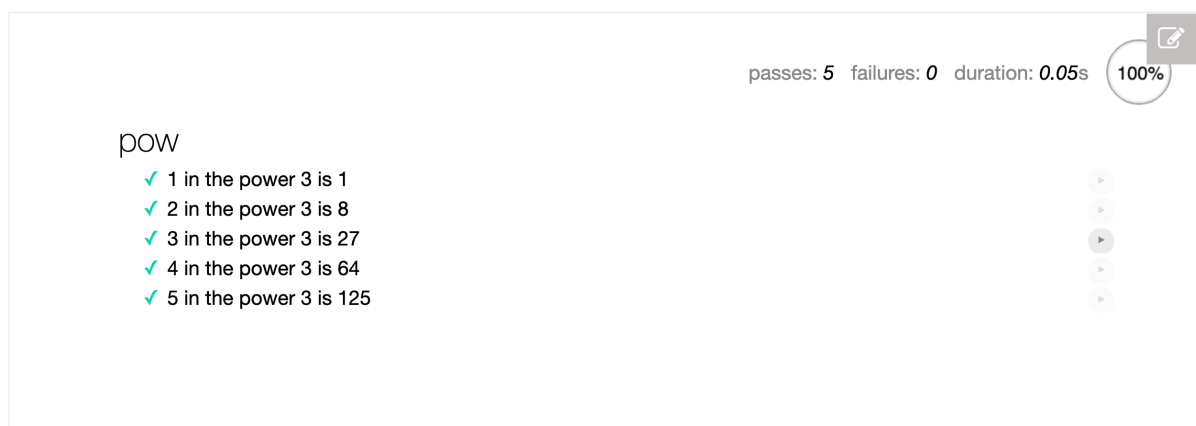 passes: 5 failures: 0 duration: 0.05s 100%
pow
✓ 1 in the power 3 is 1
✓ 2 in the power 3 is 8
✓ 3 in the power 3 is 27
✓ 4 in the power 3 is 64
✓ 5 in the power 3 is 125